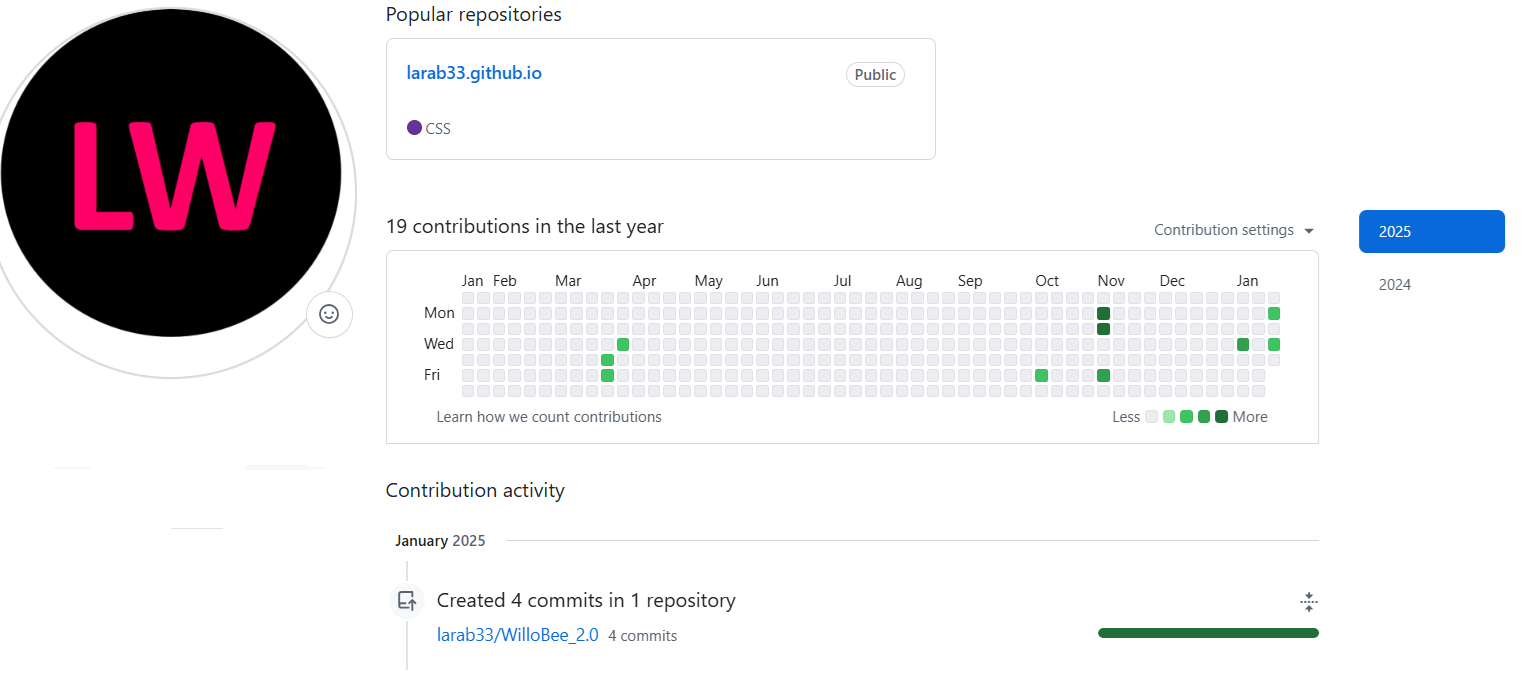 LW
Popular repositories
larab33.github.io
Public
CSS
19 contributions in the last year
Contribution settings
2025
2024
Jan Feb Mar Apr May Jun Jul Aug Sep Oct Nov Dec Jan
Mon
Wed
Fri
Learn how we count contributions
Less More
Contribution activity
January 2025
Created 4 commits in 1 repository
larab33/WilloBee_2.0 4 commits